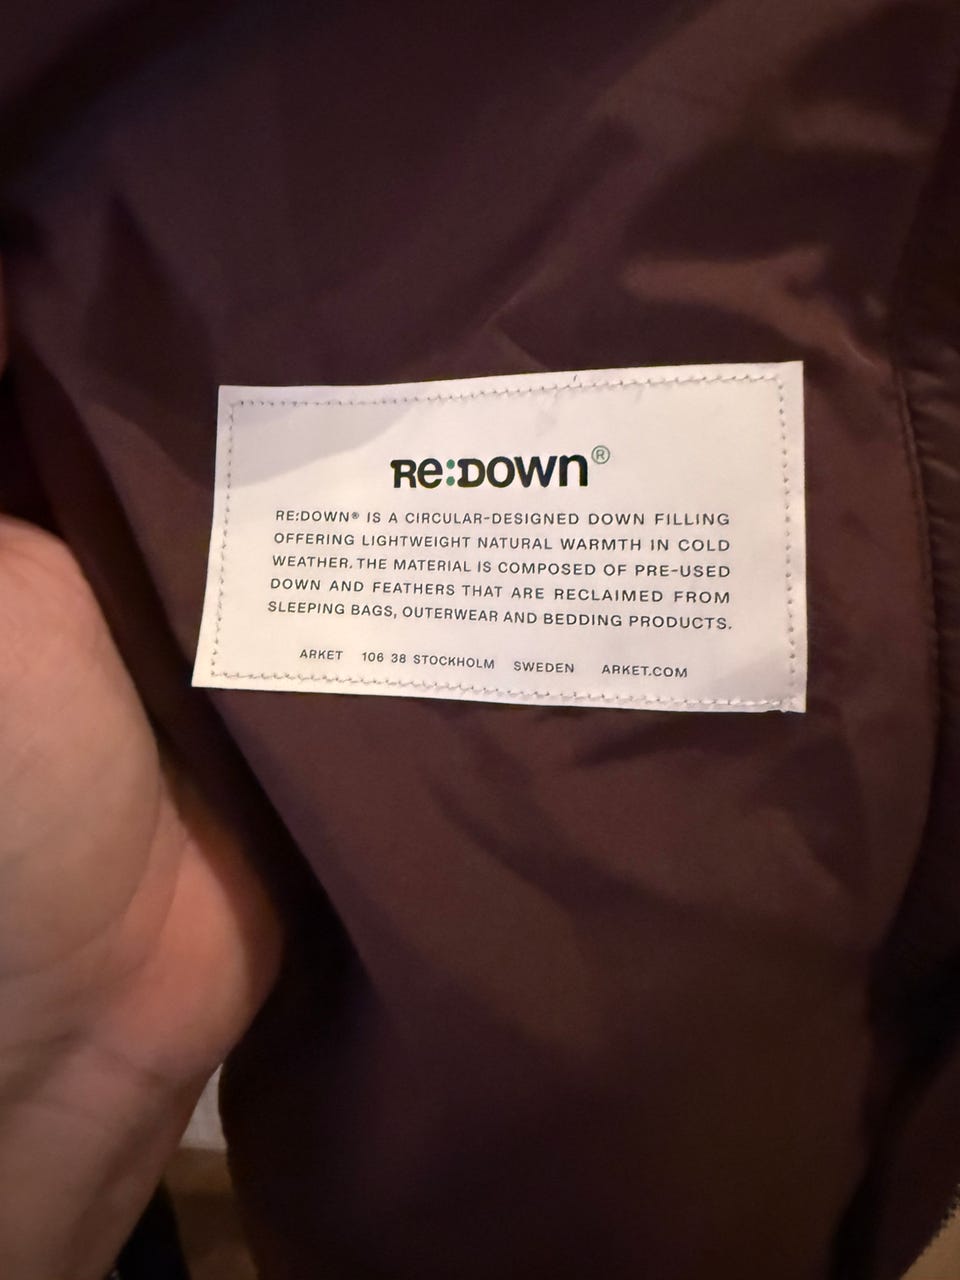 Re:DOWN®
RE:DOWN® IS A CIRCULAR-DESIGNED DOWN FILLING
OFFERING LIGHTWEIGHT NATURAL WARMTH IN COLD
WEATHER. THE MATERIAL IS COMPOSED OF PRE-USED
DOWN AND FEATHERS THAT ARE RECLAIMED FROM
SLEEPING BAGS, OUTERWEAR AND BEDDING PRODUCTS.
ARKET 106 38 STOCKHOLM SWEDEN ARKET.COM